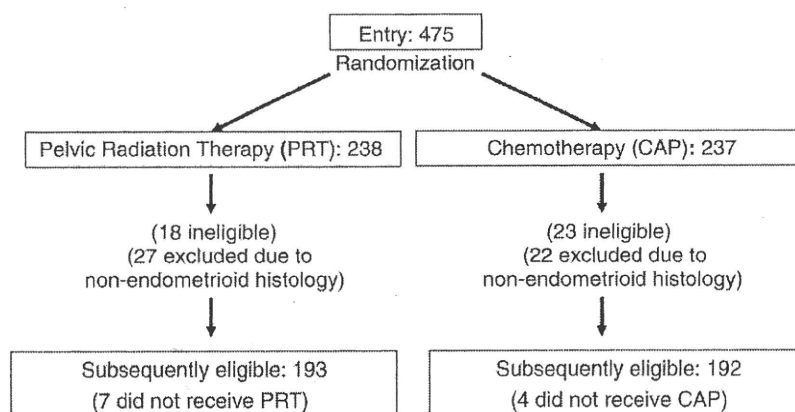 Entry: 475
Randomization
Pelvic Radiation Therapy (PRT): 238
Chemotherapy (CAP): 237
(18 ineligible)
(27 excluded due to
non-endometrioid histology)
(23 ineligible)
(22 excluded due to
non-endometrioid histology)
Subsequently eligible: 193
(7 did not receive PRT)
Subsequently eligible: 192
(4 did not receive CAP)